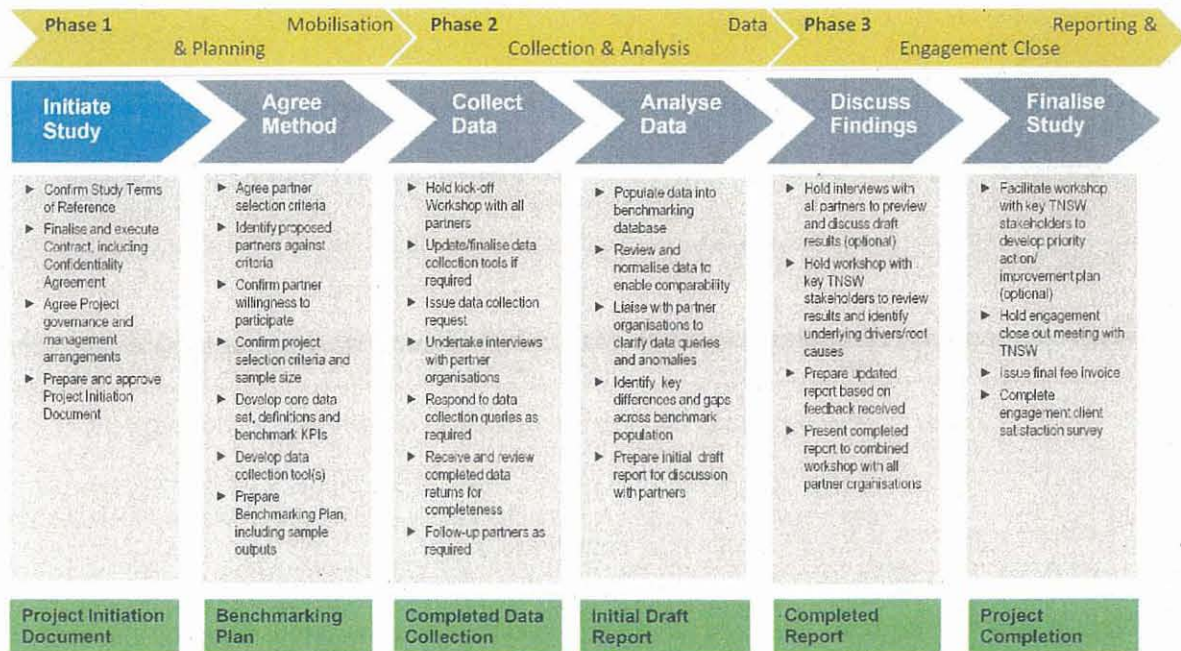 Phase 1 Mobilisation
& Planning
Phase 2 Data
Collection & Analysis
Phase 3 Reporting &
Engagement Close
Initiate
Study
Agree
Method
Collect
Data
Analyse
Data
Discuss
Findings
Finalise
Study
► Confirm Study Terms
of Reference
► Finalise and execute
Contract, including
Confidentiality
Agreement
► Agree Project
governance and
management
arrangements
► Prepare and approve
Project Initiation
Document
► Agree partner
selection criteria
► Identify proposed
partners against
criteria
► Confirm partner
willingness to
participate
► Confirm project
selection criteria and
sample size
► Develop core data
set, definitions and
benchmark KPIs
► Develop data
collection tool(s)
► Prepare
Benchmarking Plan,
including sample
outputs
► Hold kick-off
Workshop with all
partners
► Update/finalise data
collection tools if
required
► Issue data collection
request
► Undertake interviews
with partner
organisations
► Respond to data
collection queries as
required
► Receive and review
completed data
returns for
completeness
► Follow-up partners as
required
► Populate data into
benchmarking
database
► Review and
normalise data to
enable comparability
► Liaise with partner
organisations to
clarify data queries
and anomalies
► Identify key
differences and gaps
across benchmark
population
► Prepare initial draft
report for discussion
with partners
► Hold interviews with
all partners to preview
and discuss draft
results (optional)
► Hold workshop with
key TNSW
stakeholders to review
results and identify
underlying drivers/root
causes
► Prepare updated
report based on
feedback received
► Present completed
report to combined
workshop with all
partner organisations
► Facilitate workshop
with key TNSW
stakeholders to
develop priority
action/
improvement plan
(optional)
► Hold engagement
close out meeting with
TNSW
► Issue final fee invoice
► Complete
engagement client
satisfaction survey
Project Initiation
Document
Benchmarking
Plan
Completed Data
Collection
Initial Draft
Report
Completed
Report
Project
Completion